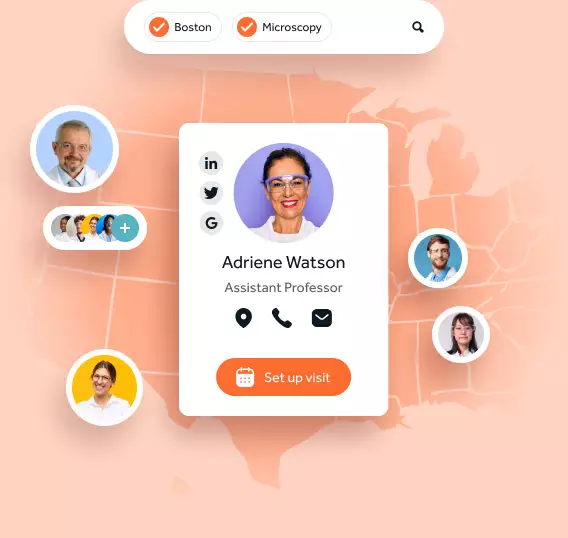 Boston Microscopy
in
G
Adriene Watson
Assistant Professor
Set up visit